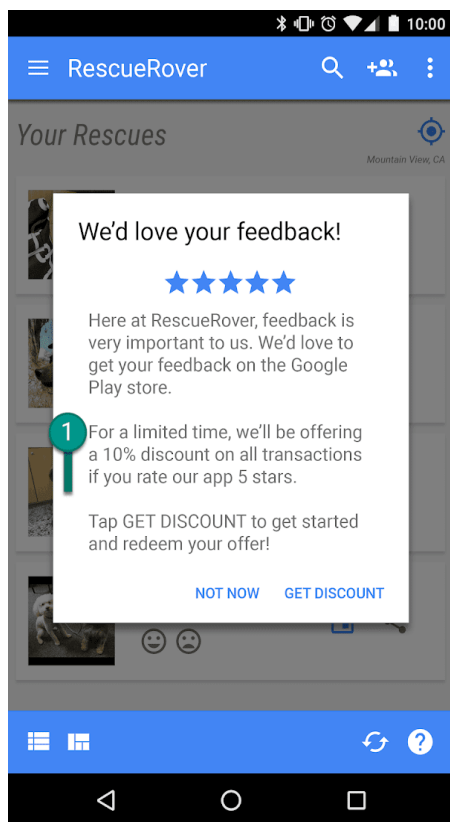 10:00
RescueRover
Your Rescues
Mountain View, CA
We’d love your feedback!
Here at RescueRover, feedback is
very important to us. We’d love to
get your feedback on the Google
Play store.
1
For a limited time, we’ll be offering
a 10% discount on all transactions
if you rate our app 5 stars.
Tap GET DISCOUNT to get started
and redeem your offer!
NOT NOW GET DISCOUNT
?